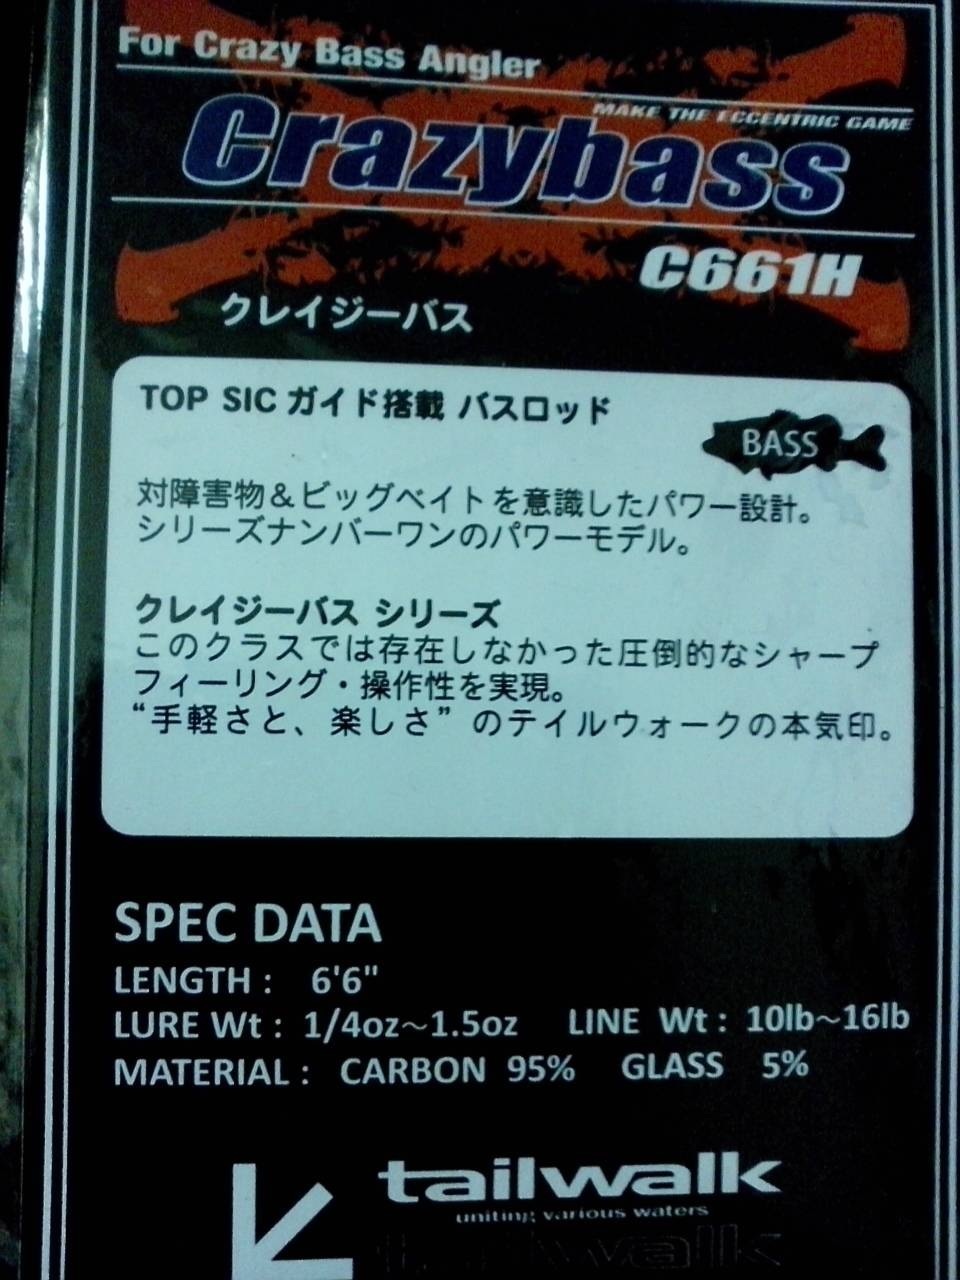 For Crazy Bass Angler
MAKE THE ECCENTRIC GAME
Crazybass
C661H
クレイジーバス
TOP SIC ガイド搭載 バスロッド
BASS
対障害物＆ビッグベイトを意識したパワー設計。
シリーズナンバーワンのパワーモデル。
クレイジーバス シリーズ
このクラスでは存在しなかった圧倒的なシャープ
フィーリング・操作性を実現。
“手軽さと、楽しさ” のテイルウォークの本気印。
SPEC DATA
LENGTH : 6'6"
LURE Wt : 1/4oz～1.5oz LINE Wt : 10lb～16lb
MATERIAL : CARBON 95% GLASS 5%
tailwalk
uniting various waters
tailwalk